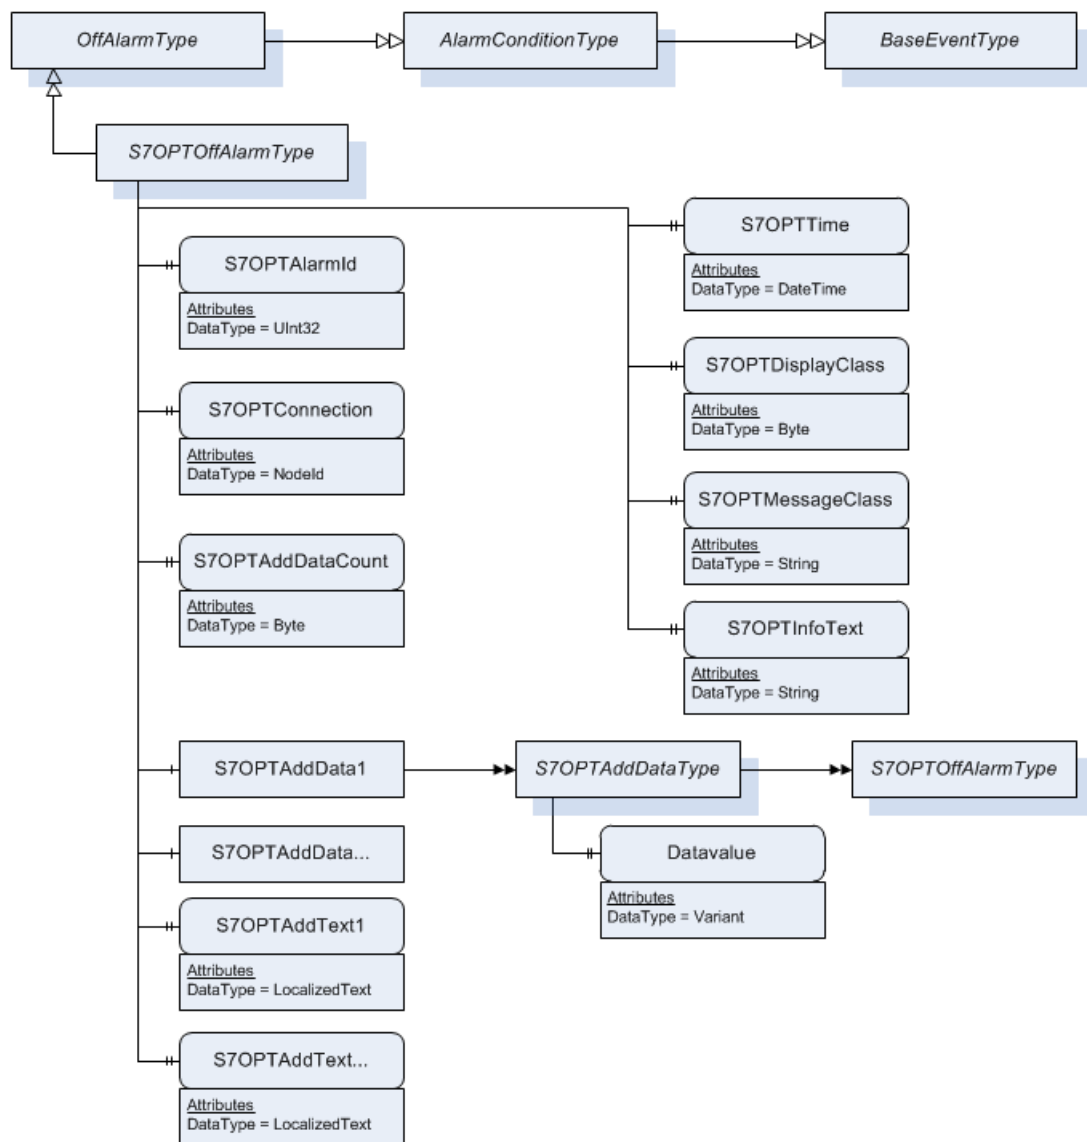 OffAlarmType
AlarmConditionType
BaseEventType
S7OPTOffAlarmType
S7OPTAlarmId
Attributes
DataType = UInt32
S7OPTConnection
Attributes
DataType = NodeId
S7OPTAddDataCount
Attributes
DataType = Byte
S7OPTTime
Attributes
DataType = DateTime
S7OPTDisplayClass
Attributes
DataType = Byte
S7OPTMessageClass
Attributes
DataType = String
S7OPTInfoText
Attributes
DataType = String
S7OPTAddData1
S7OPTAddDataType
S7OPTOffAlarmType
S7OPTAddData...
Datavalue
Attributes
DataType = Variant
S7OPTAddText1
Attributes
DataType = LocalizedText
S7OPTAddText...
Attributes
DataType = LocalizedText